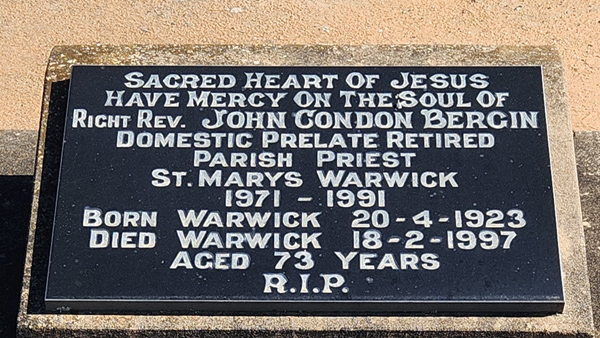 SACRED HEART OF JESUS
HAVE MERCY ON THE SOUL OF
RIGHT REV. JOHN CONDON BERGIN
DOMESTIC PRELATE RETIRED
PARISH PRIEST
ST. MARYS WARWICK
1971 - 1991
BORN WARWICK 20-4-1923
DIED WARWICK 18-2-1997
AGED 73 YEARS
R.I.P.